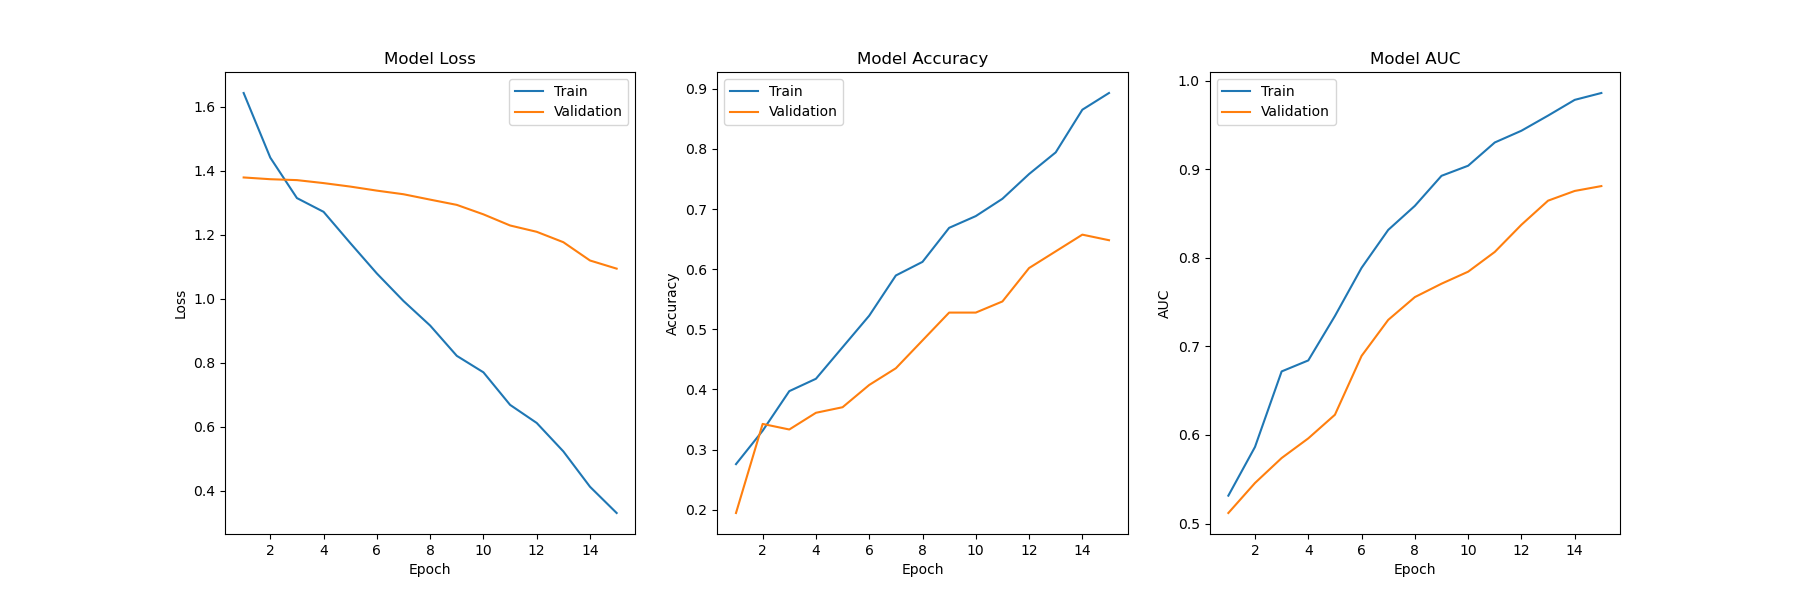 Model Loss
Train
Validation
1.6
1.4
1.2
1.0
0.8
0.6
0.4
Loss
2 4 6 8 10 12 14
Epoch
Model Accuracy
Train
Validation
0.9
0.8
0.7
0.6
0.5
0.4
0.3
0.2
Accuracy
2 4 6 8 10 12 14
Epoch
Model AUC
Train
Validation
1.0
0.9
0.8
0.7
0.6
0.5
AUC
2 4 6 8 10 12 14
Epoch